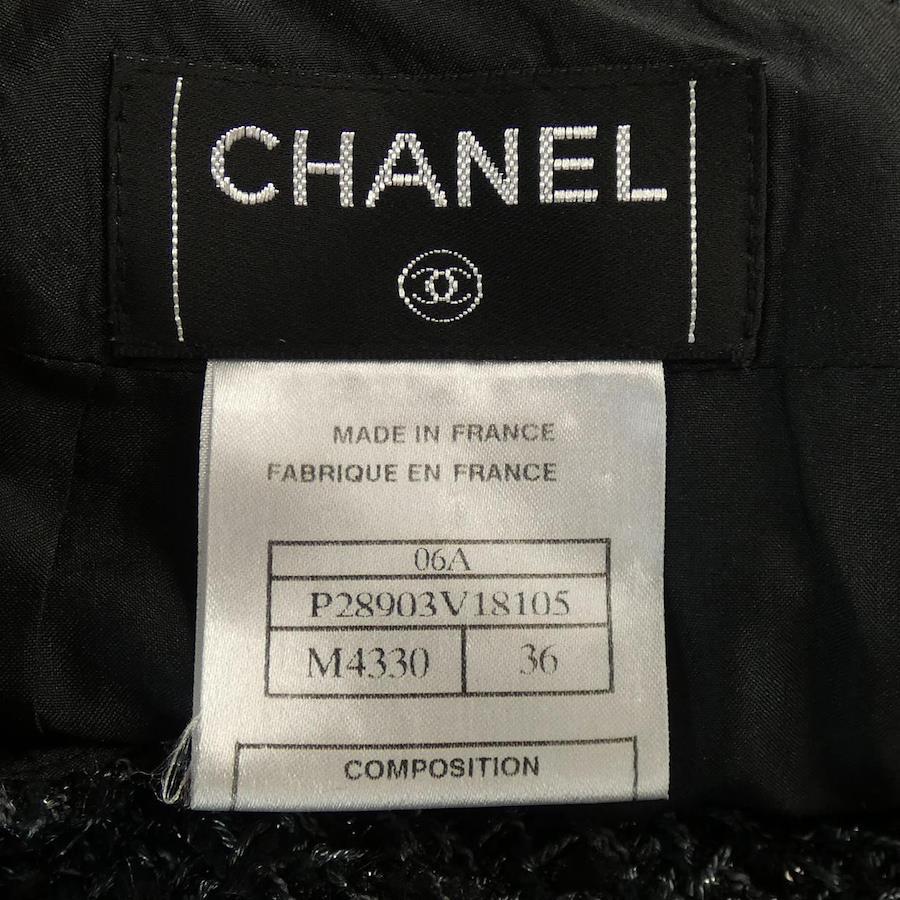 CHANEL
MADE IN FRANCE
FABRIQUE EN FRANCE
06A
P28903V18105
M4330 36
COMPOSITION